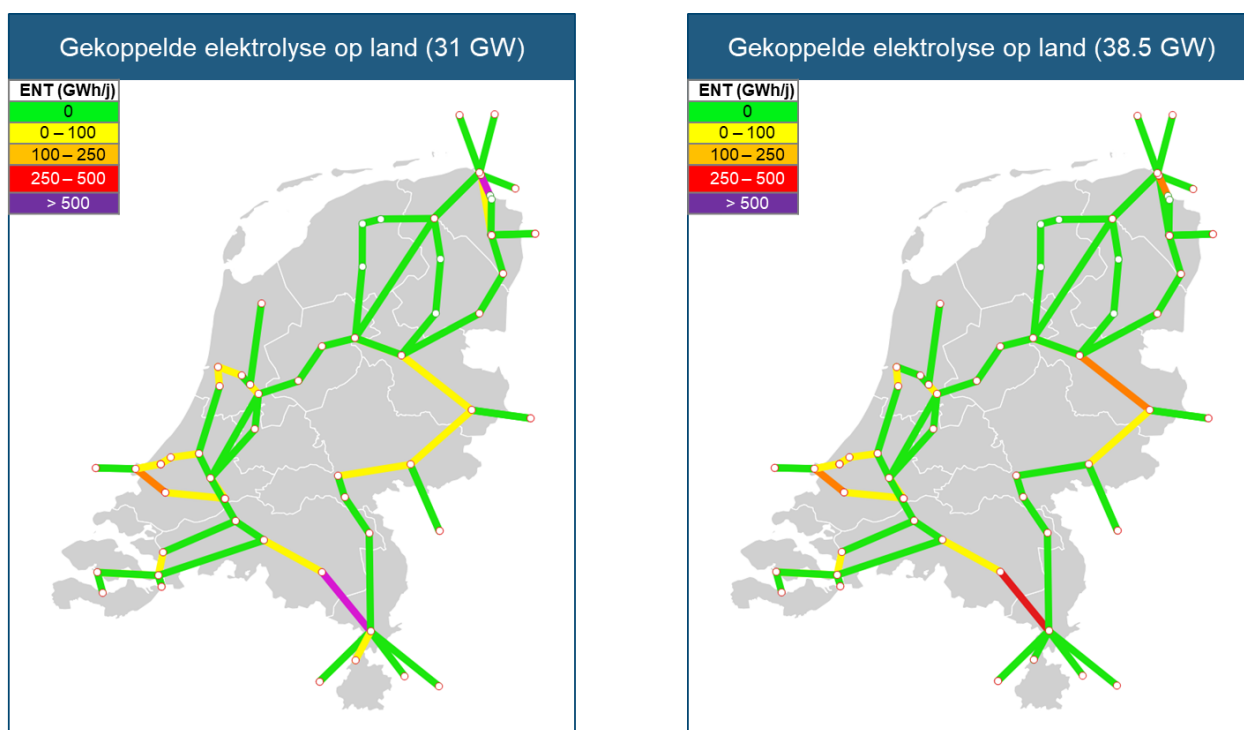 Gekoppelde elektrolyse op land (31 GW)
ENT (GWh/j)
0
0 – 100
100 – 250
250 – 500
> 500
Gekoppelde elektrolyse op land (38.5 GW)
ENT (GWh/j)
0
0 – 100
100 – 250
250 – 500
> 500